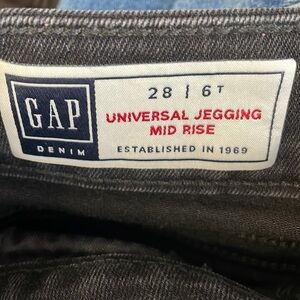 GAP
DENIM
28 | 6T
UNIVERSAL JEGGING
MID RISE
ESTABLISHED IN 1969